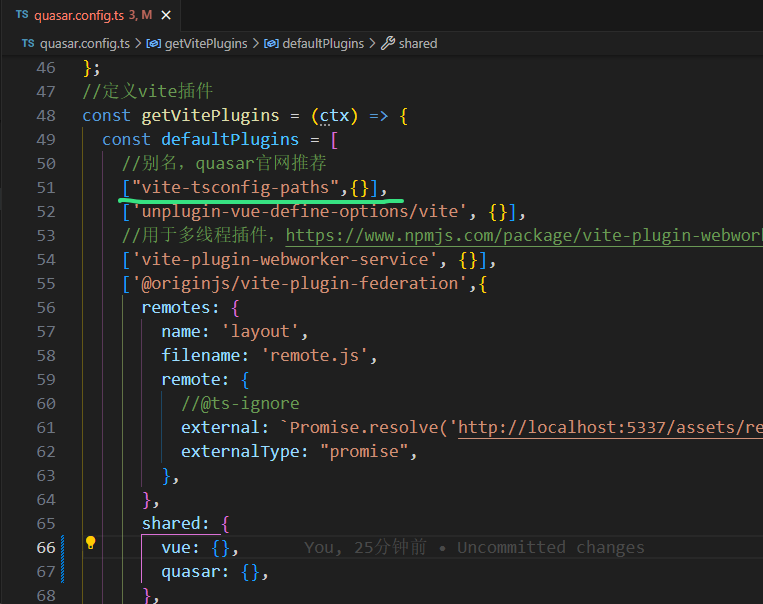 TS quasar.config.ts 3, M ×
TS quasar.config.ts > getVitePlugins > defaultPlugins > shared
46 };
47 //定义vite插件
48 const getVitePlugins = (ctx) => {
49 const defaultPlugins = [
50 //别名，quasar官网推荐
51 ["vite-tsconfig-paths",{}],
52 ['unplugin-vue-define-options/vite', {}],
53 //用于多线程插件，https://www.npmjs.com/package/vite-plugin-webwork
54 ['vite-plugin-webworker-service', {}],
55 ['@originjs/vite-plugin-federation',{
56 remotes: {
57 name: 'layout',
58 filename: 'remote.js',
59 remote: {
60 //@ts-ignore
61 external: `Promise.resolve('http://localhost:5337/assets/re
62 externalType: "promise",
63 },
64 },
65 shared: {
66 vue: {}, You, 25分钟前 • Uncommitted changes
67 quasar: {},
68 },